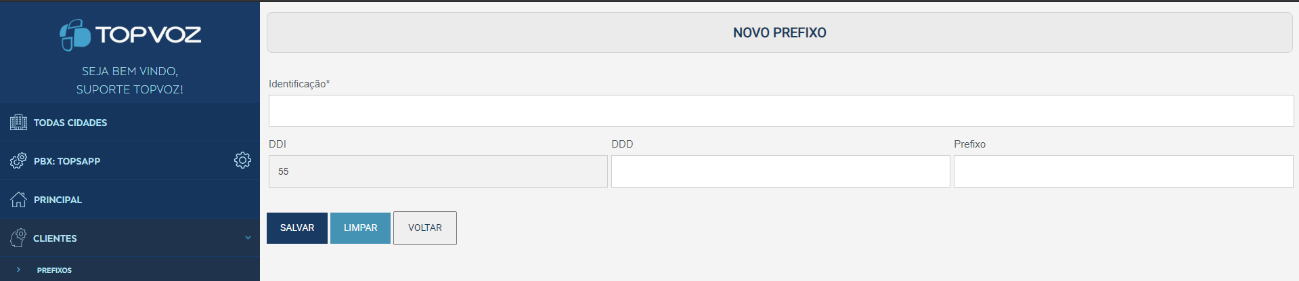 TOPVOZ
SEJA BEM VINDO,
SUPORTE TOPVOZ!
TODAS CIDADES
PBX: TOPSAPP
PRINCIPAL
CLIENTES
PREFIXOS
NOVO PREFIXO
Identificação*
DDI DDD Prefixo
55
SALVAR LIMPAR VOLTAR